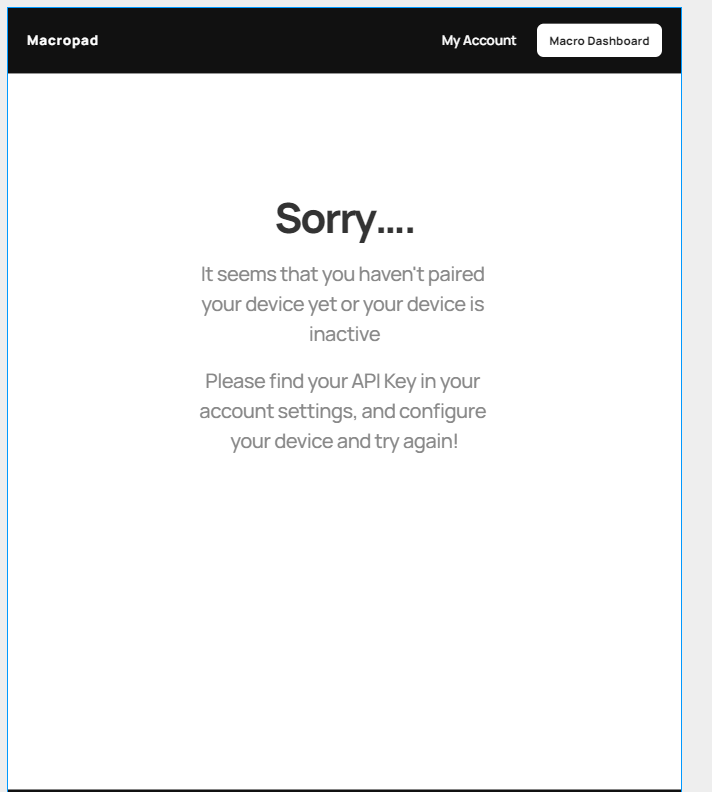 Macropad
My Account
Macro Dashboard
Sorry....
It seems that you haven't paired
your device yet or your device is
inactive
Please find your API Key in your
account settings, and configure
your device and try again!